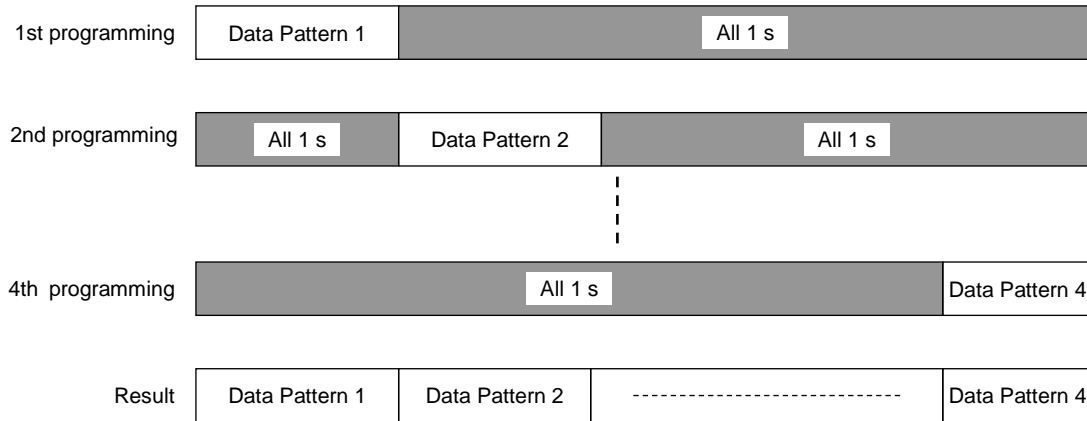 1st programming
Data Pattern 1
All 1 s
2nd programming
All 1 s
Data Pattern 2
All 1 s
4th programming
All 1 s
Data Pattern 4
Result
Data Pattern 1
Data Pattern 2
Data Pattern 4